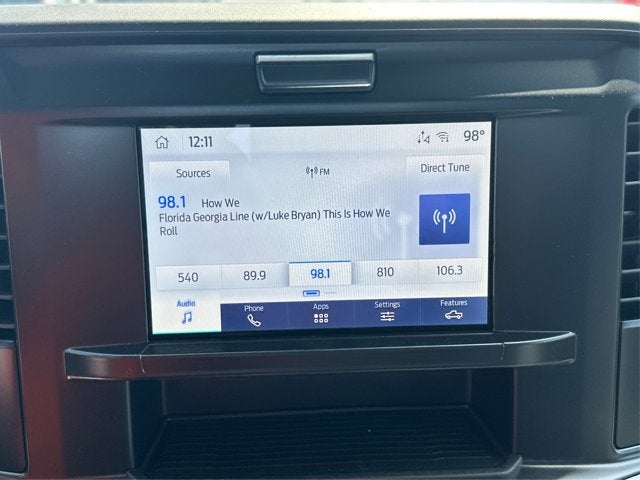 12:11
98°
Sources
FM
Direct Tune
98.1 How We
Florida Georgia Line (w/Luke Bryan) This Is How We
Roll
540 89.9 98.1 810 106.3
Audio Phone Apps Settings Features